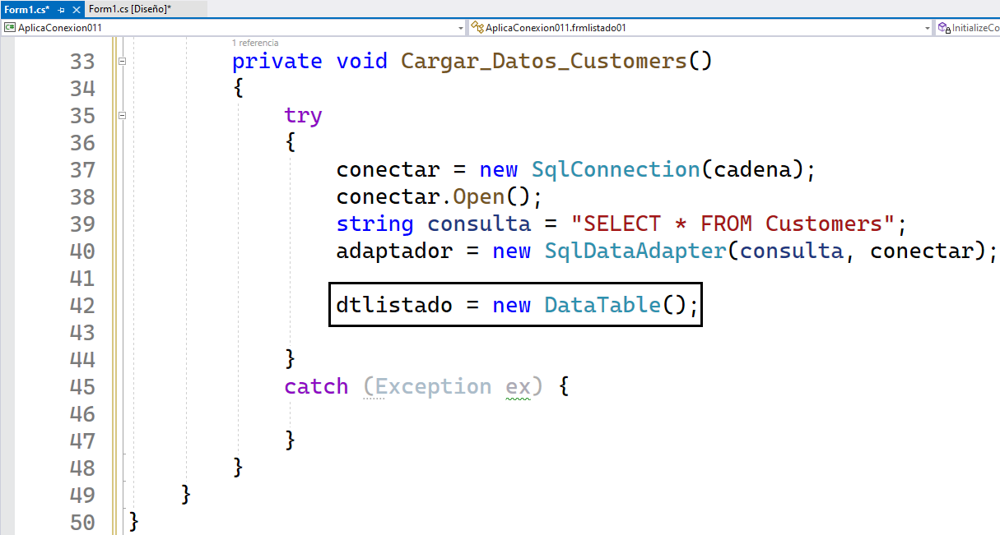 Form1.cs* Form1.cs [Diseño]*
AplicaConexion011 AplicaConexion011.frmlistado01 InitializeCo
1 referencia
33 private void Cargar_Datos_Customers()
34 {
35 try
36 {
37 conectar = new SqlConnection(cadena);
38 conectar.Open();
39 string consulta = "SELECT * FROM Customers";
40 adaptador = new SqlDataAdapter(consulta, conectar);
41
42 dtlistado = new DataTable();
43
44 }
45 catch (Exception ex) {
46
47 }
48 }
49 }
50 }